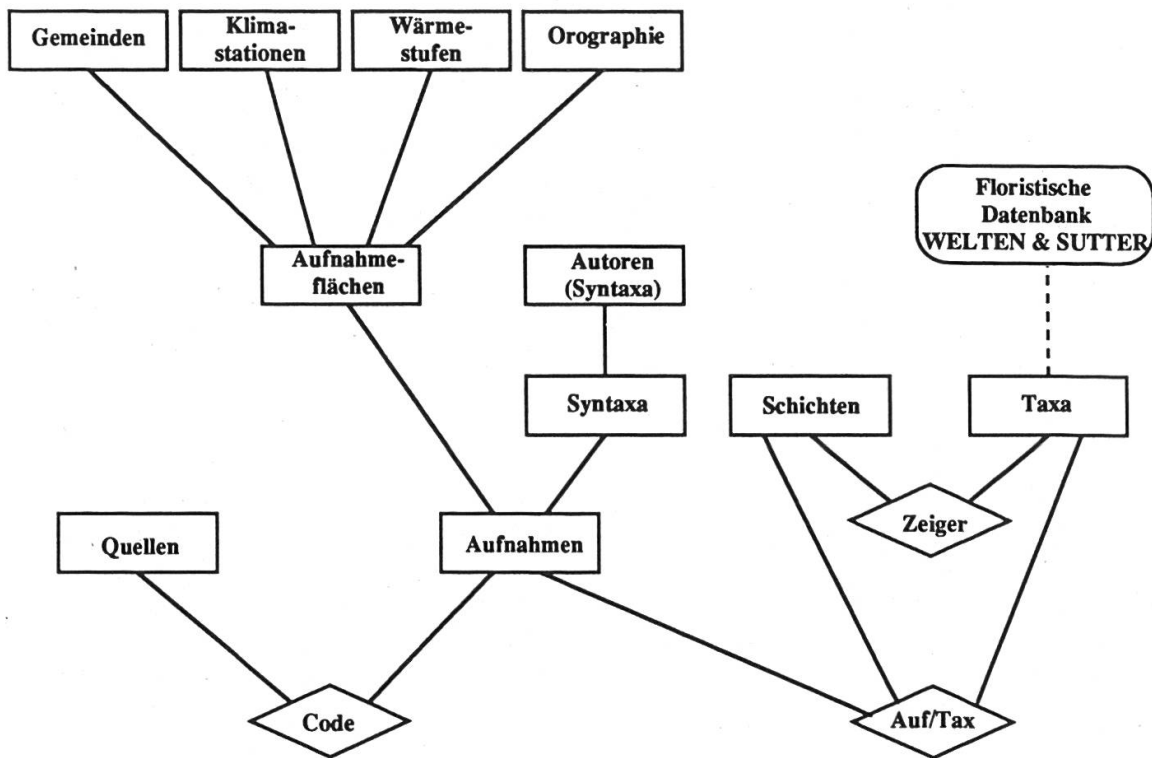 Gemeinden
Klima-
stationen
Wärme-
stufen
Orographie
Floristische
Datenbank
WELTEN & SUTTER
Aufnahme-
flächen
Autoren
(Syntaxa)
Syntaxa
Schichten
Taxa
Zeiger
Quellen
Aufnahmen
Code
Auf/Tax